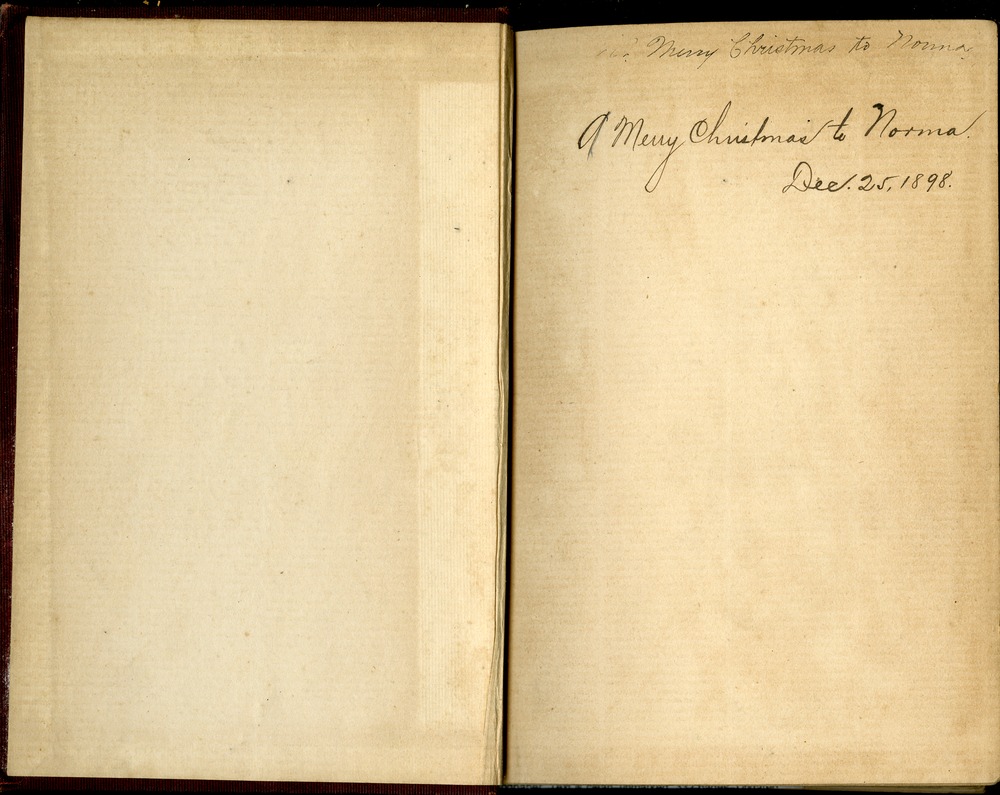 Merry Christmas to Norma.
A Merry Christmas to Norma.
Dec. 25, 1898.